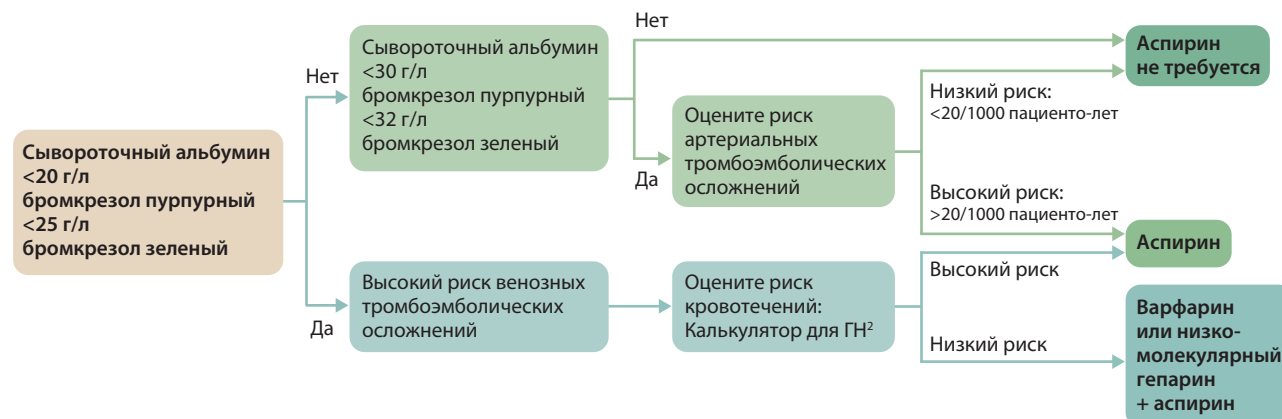 Сывороточный альбумин
<20 г/л
бромкрезол пурпурный
<25 г/л
бромкрезол зеленый
Нет
Да
Сывороточный альбумин
<30 г/л
бромкрезол пурпурный
<32 г/л
бромкрезол зеленый
Нет
Да
Оцените риск
артериальных
тромбоэмболических
осложнений
Низкий риск:
<20/1000 пациенто-лет
Высокий риск:
>20/1000 пациенто-лет
Аспирин
не требуется
Аспирин
Высокий риск венозных
тромбоэмболических
осложнений
Оцените риск
кровотечений:
Калькулятор для ГН²
Высокий риск
Низкий риск
Варфарин
или низко-
молекулярный
гепарин
+ аспирин